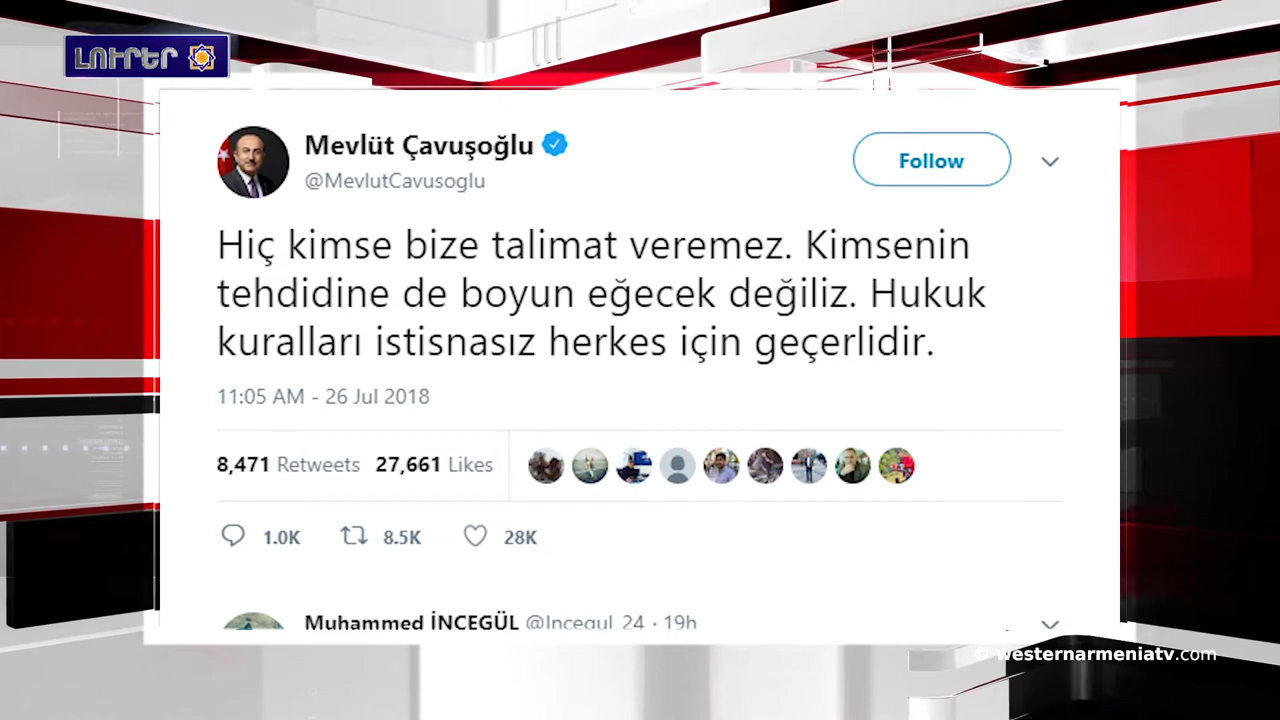 ԼՈՒՐԵՐ
Mevlüt Çavuşoğlu
@MevlutCavusoglu
Follow
Hiç kimse bize talimat veremez. Kimsenin
tehdidine de boyun eğecek değiliz. Hukuk
kuralları istisnasız herkes için geçerlidir.
11:05 AM - 26 Jul 2018
8,471 Retweets 27,661 Likes
1.0K 8.5K 28K
Muhammed İNCEGÜL @Incegul_24 · 19h
© westernarmeniatv.com